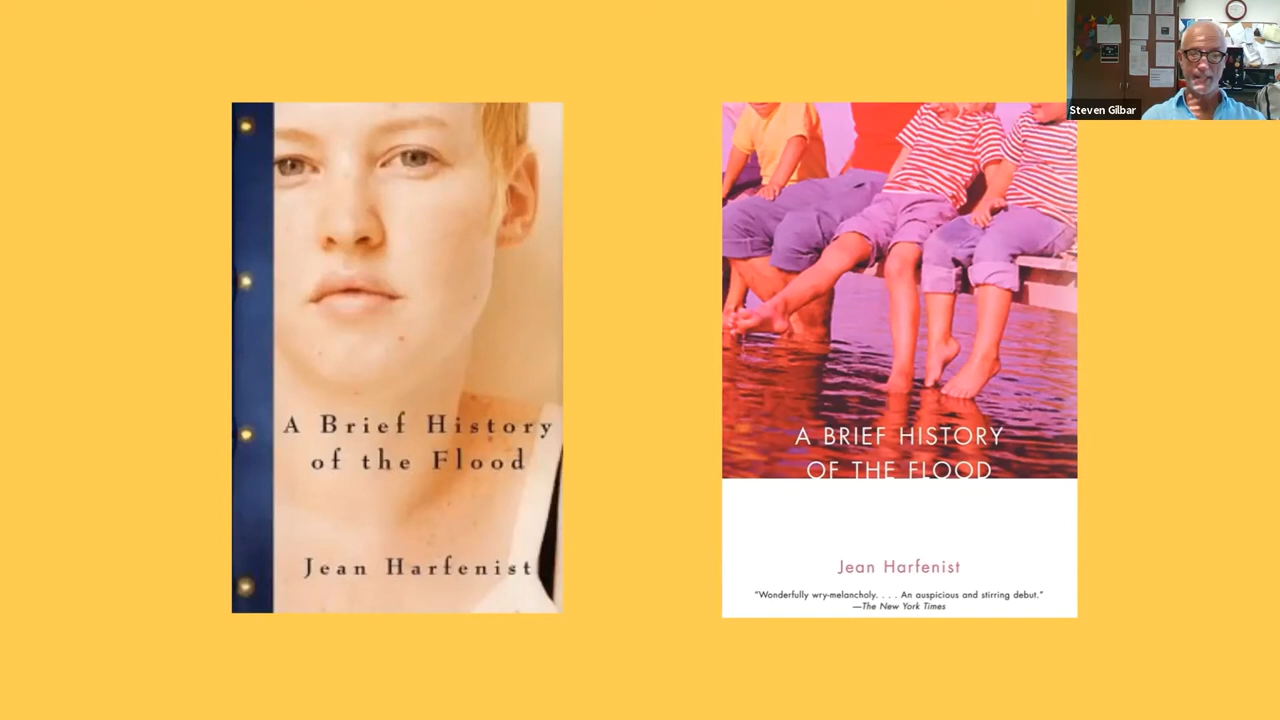 Steven Gilbar
A Brief History
of the Flood
Jean Harfenist
A BRIEF HISTORY
OF THE FLOOD
Jean Harfenist
“Wonderfully wry-melancholy. . . . An auspicious and stirring debut.”
—The New York Times